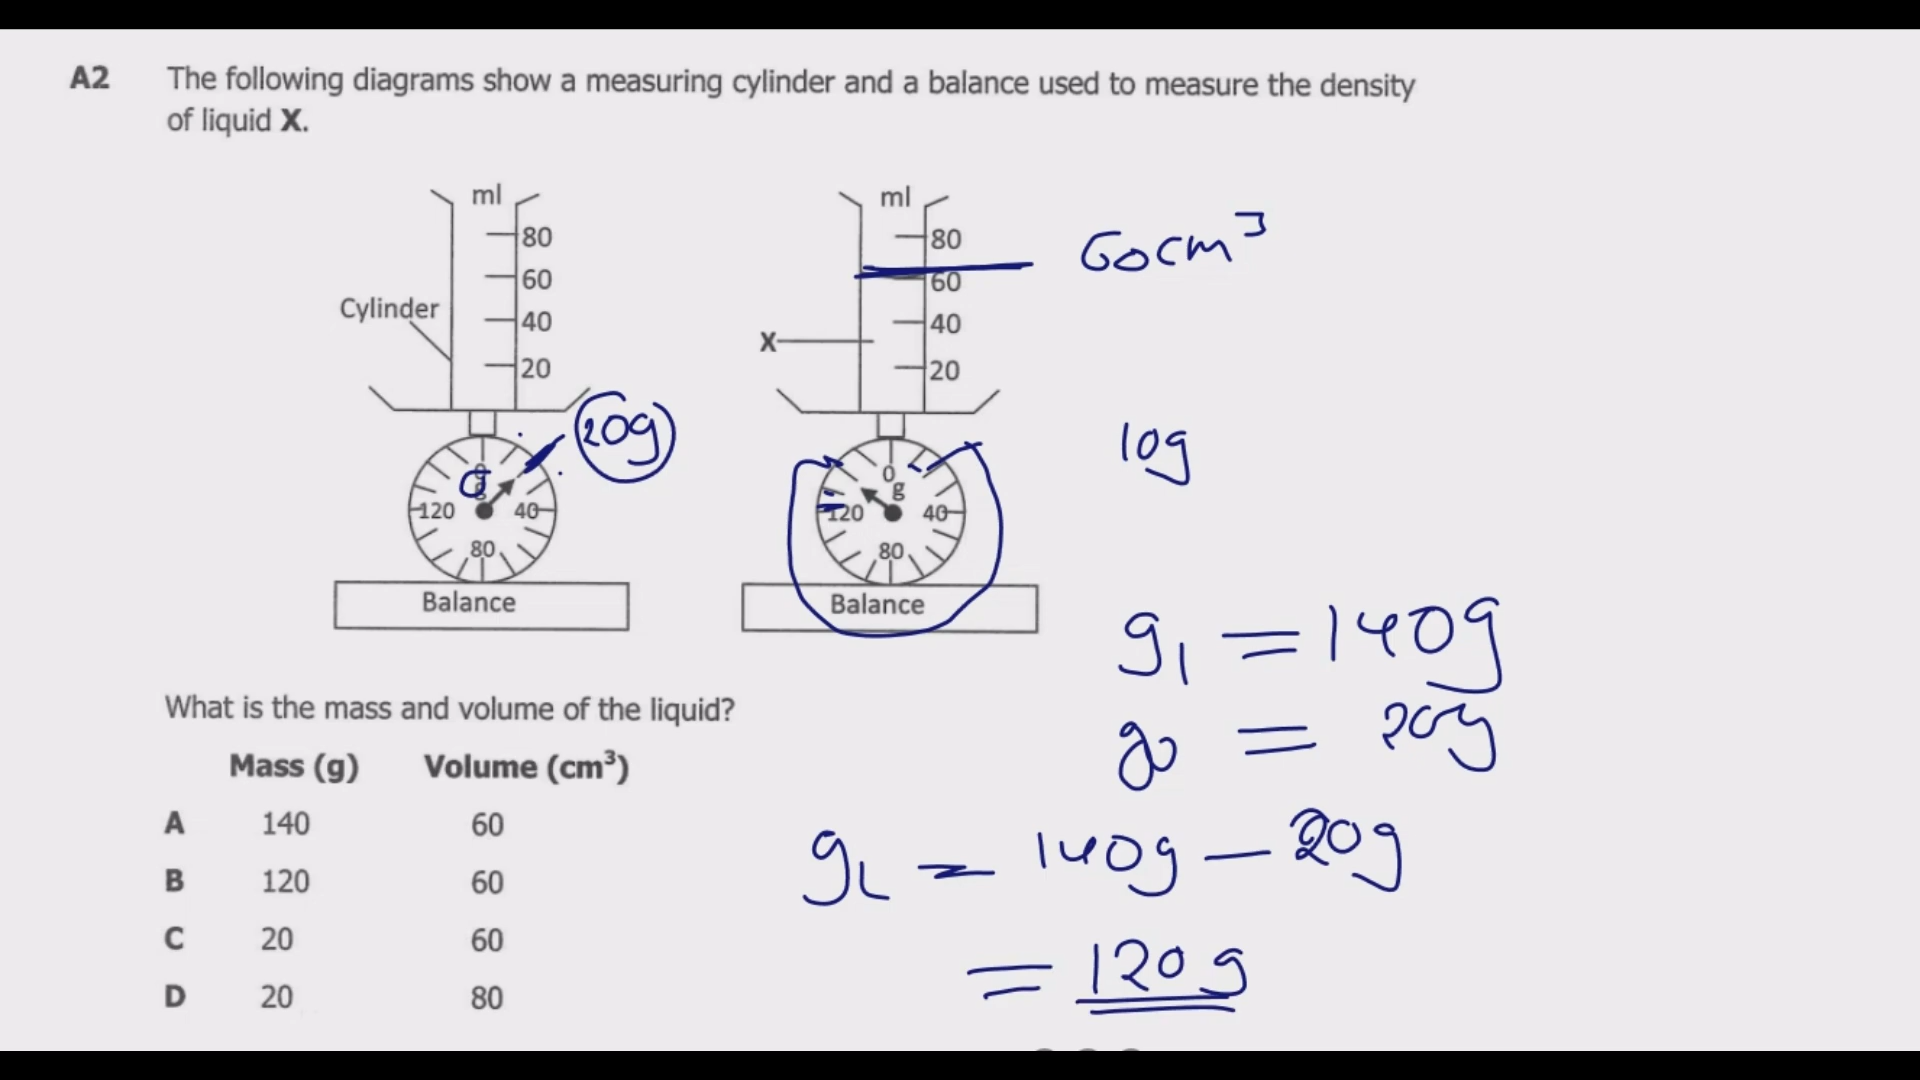 A2 The following diagrams show a measuring cylinder and a balance used to measure the density
of liquid X.
ml
80
60
40
20
Cylinder
20g
0
g
120
40
80
Balance
ml
80
60
40
20
X
60cm³
0
g
120
40
80
Balance
10g
g₁ = 140g
g₀ = 20g
g_L = 140g - 20g
= 120g
What is the mass and volume of the liquid?
Mass (g) Volume (cm³)
A 140 60
B 120 60
C 20 60
D 20 80